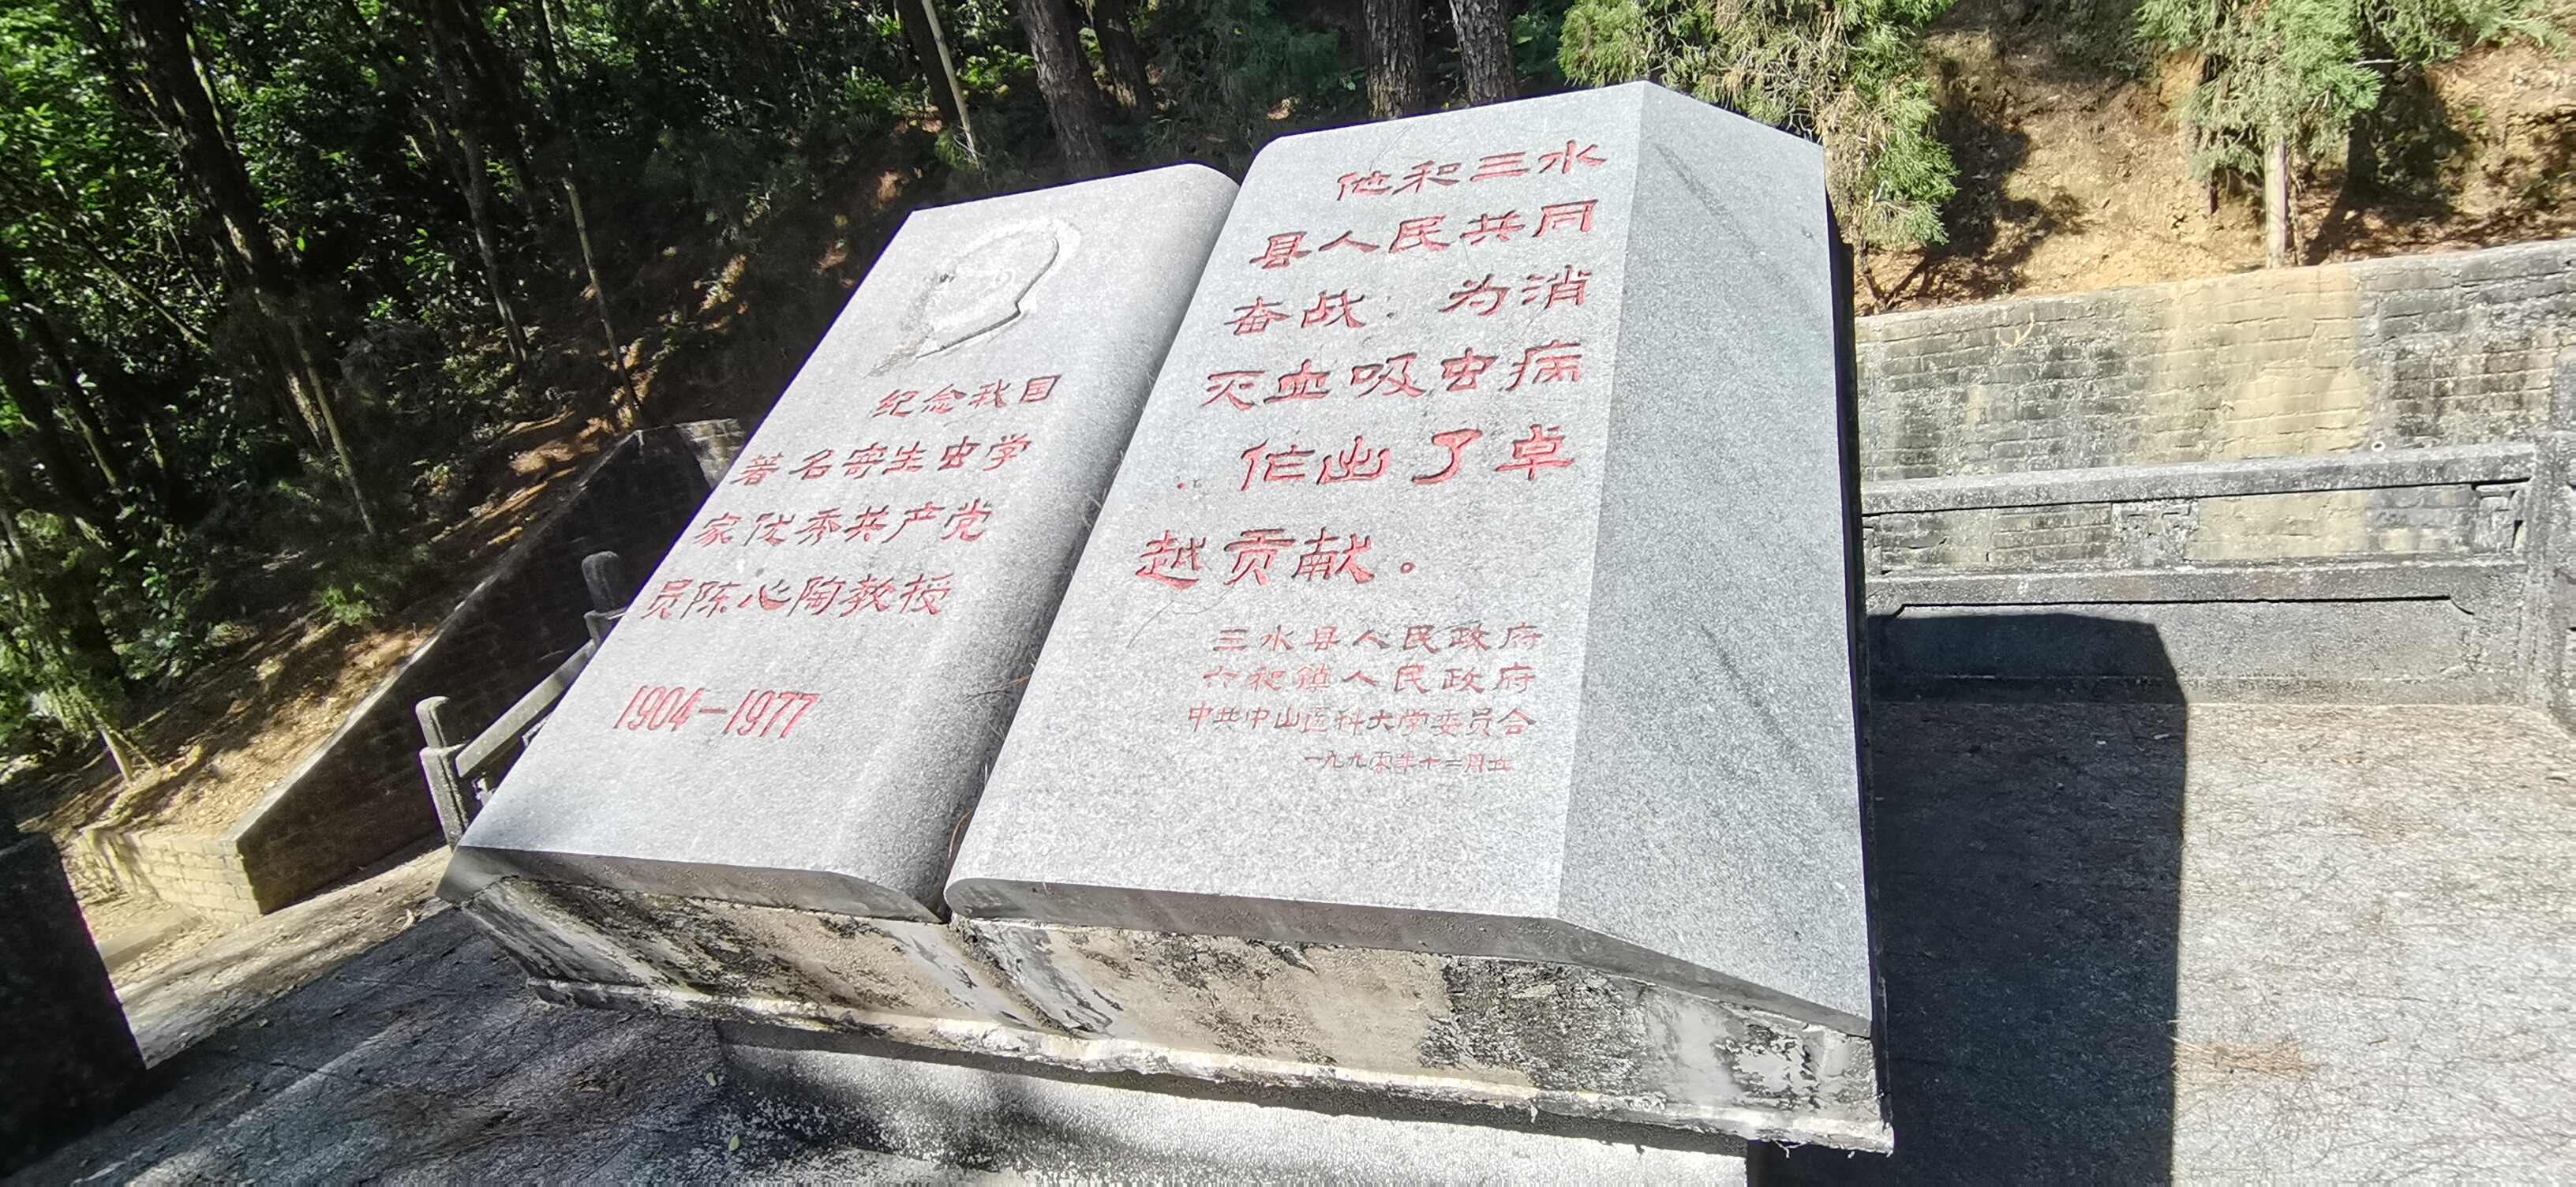 纪念我国
著名寄生虫学
家优秀共产党
员陈心陶教授
1904—1977
他和三水
县人民共同
奋战，为消
灭血吸虫病
，作出了卓
越贡献。
三水县人民政府
六和镇人民政府
中共中山医科大学委员会
一九九〇年十二月立